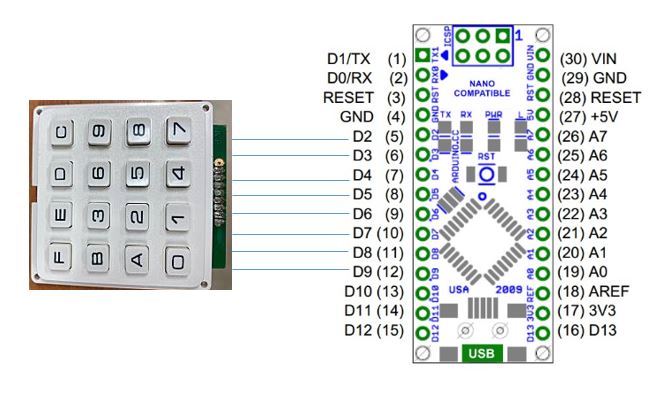 D1/TX (1)
D0/RX (2)
RESET (3)
GND (4)
D2 (5)
D3 (6)
D4 (7)
D5 (8)
D6 (9)
D7 (10)
D8 (11)
D9 (12)
D10 (13)
D11 (14)
D12 (15)
C 9 8 7
D 6 5 4
E 3 2 1
F B A 0
ICSP
1
TX1
RX0
RST
GND
D2
D3
D4
D5
D6
D7
D8
D9
D10
D11
D12
NANO
COMPATIBLE
TX RX PWR L
ARDUINO.CC
RST
USA 2009
USB
VIN
GND
RST
5V
A7
A6
A5
A4
A3
A2
A1
A0
REF
3V3
D13
(30) VIN
(29) GND
(28) RESET
(27) +5V
(26) A7
(25) A6
(24) A5
(23) A4
(22) A3
(21) A2
(20) A1
(19) A0
(18) AREF
(17) 3V3
(16) D13